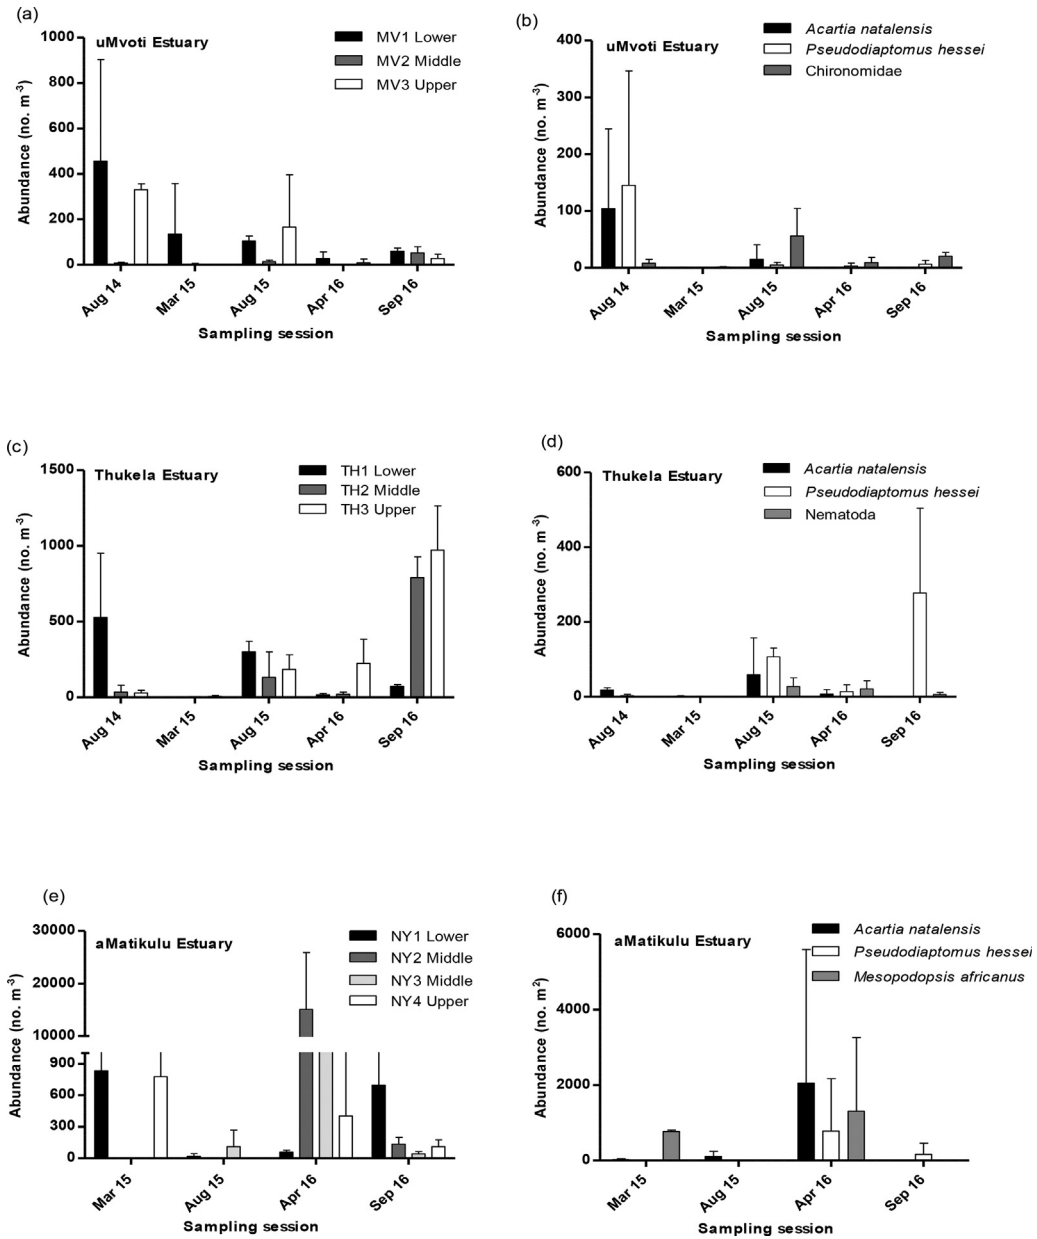 (a)
uMvoti Estuary
MV1 Lower
MV2 Middle
MV3 Upper
Abundance (no. m-3)
1000
800
600
400
200
0
Aug 14
Mar 15
Aug 15
Apr 16
Sep 16
Sampling session
(b)
uMvoti Estuary
Acartia natalensis
Pseudodiaptomus hessei
Chironomidae
Abundance (no. m-3)
400
300
200
100
0
Aug 14
Mar 15
Aug 15
Apr 16
Sep 16
Sampling session
(c)
Thukela Estuary
TH1 Lower
TH2 Middle
TH3 Upper
Abundance (no. m-3)
1500
1000
500
0
Aug 14
Mar 15
Aug 15
Apr 16
Sep 16
Sampling session
(d)
Thukela Estuary
Acartia natalensis
Pseudodiaptomus hessei
Nematoda
Abundance (no. m-3)
600
400
200
0
Aug 14
Mar 15
Aug 15
Apr 16
Sep 16
Sampling session
(e)
aMatikulu Estuary
NY1 Lower
NY2 Middle
NY3 Middle
NY4 Upper
Abundance (no. m-3)
30000
20000
10000
900
600
300
0
Mar 15
Aug 15
Apr 16
Sep 16
Sampling session
(f)
aMatikulu Estuary
Acartia natalensis
Pseudodiaptomus hessei
Mesopodopsis africanus
Abundance (no. m2)
6000
4000
2000
0
Mar 15
Aug 15
Apr 16
Sep 16
Sampling session